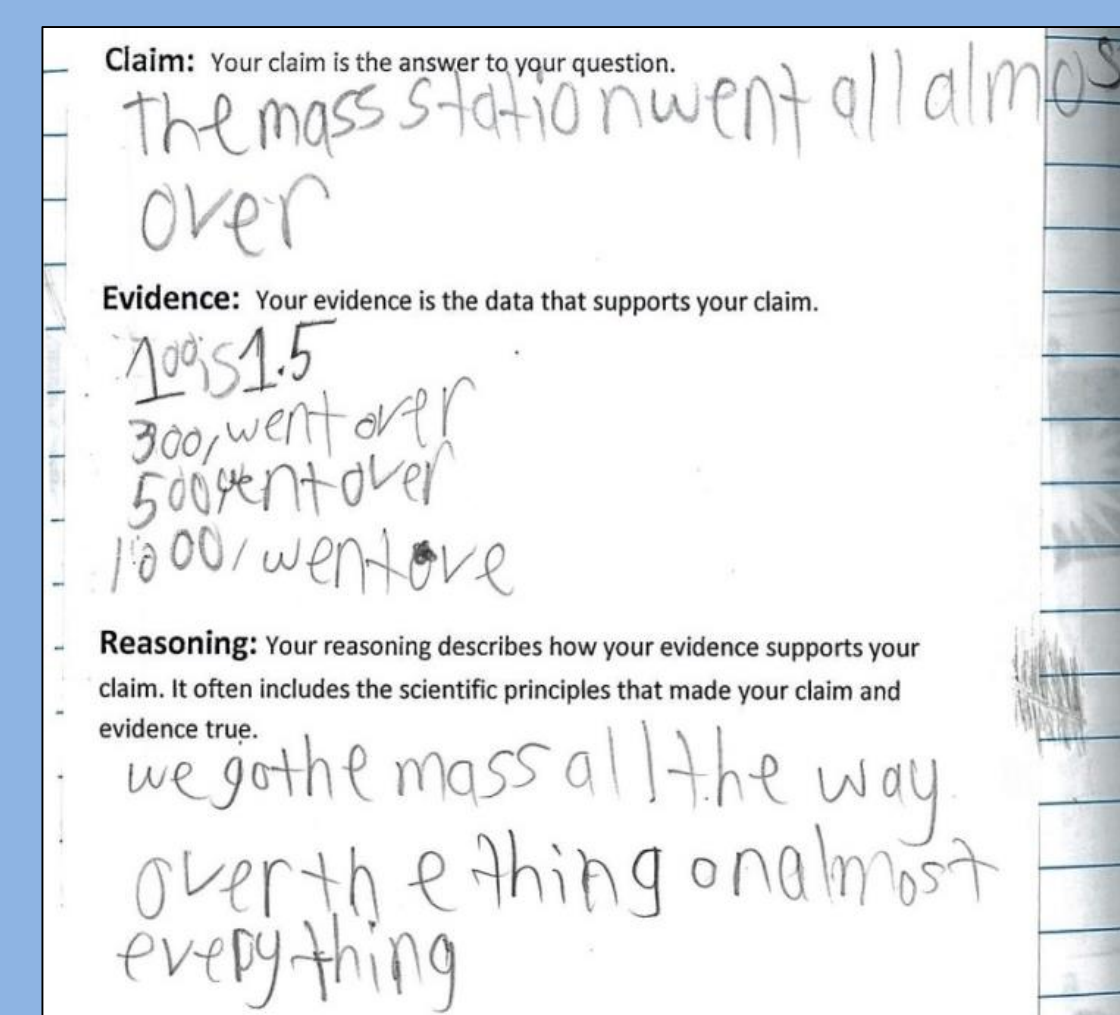 Claim: Your claim is the answer to your question.
the mass station went all almos
over
Evidence: Your evidence is the data that supports your claim.
100 is 1.5
300, went over
500 went over
1000/ went ove
Reasoning: Your reasoning describes how your evidence supports your
claim. It often includes the scientific principles that made your claim and
evidence true.
we go the mass all the way
over the thing on almost
everything